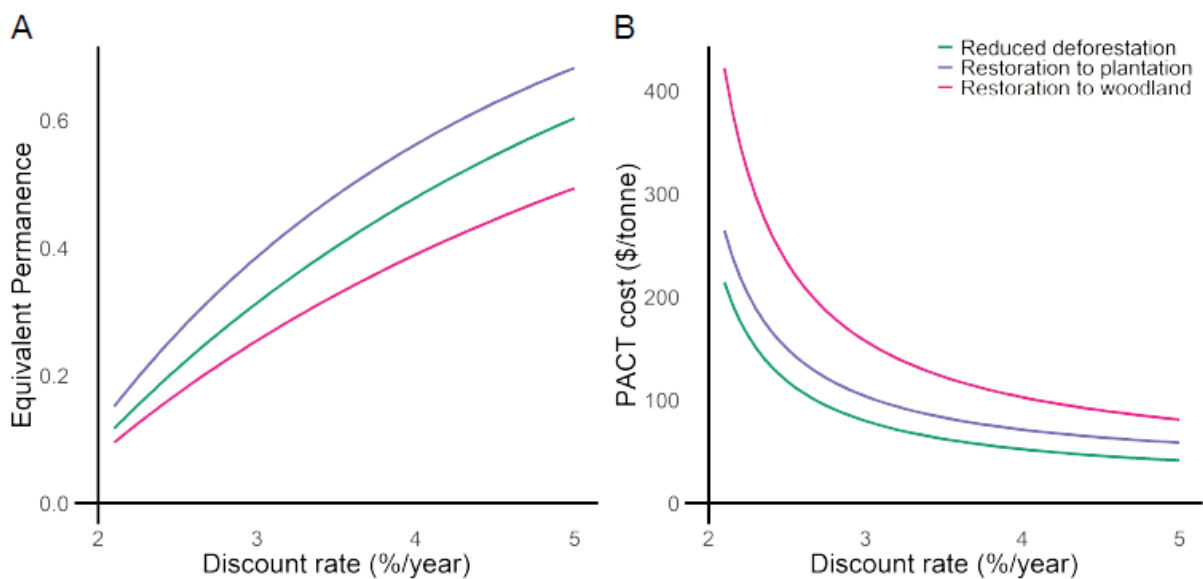 A
Equivalent Permanence
0.6
0.4
0.2
0.0
2
3
4
5
Discount rate (%/year)
B
Reduced deforestation
Restoration to plantation
Restoration to woodland
PACT cost ($/tonne)
400
300
200
100
0
2
3
4
5
Discount rate (%/year)